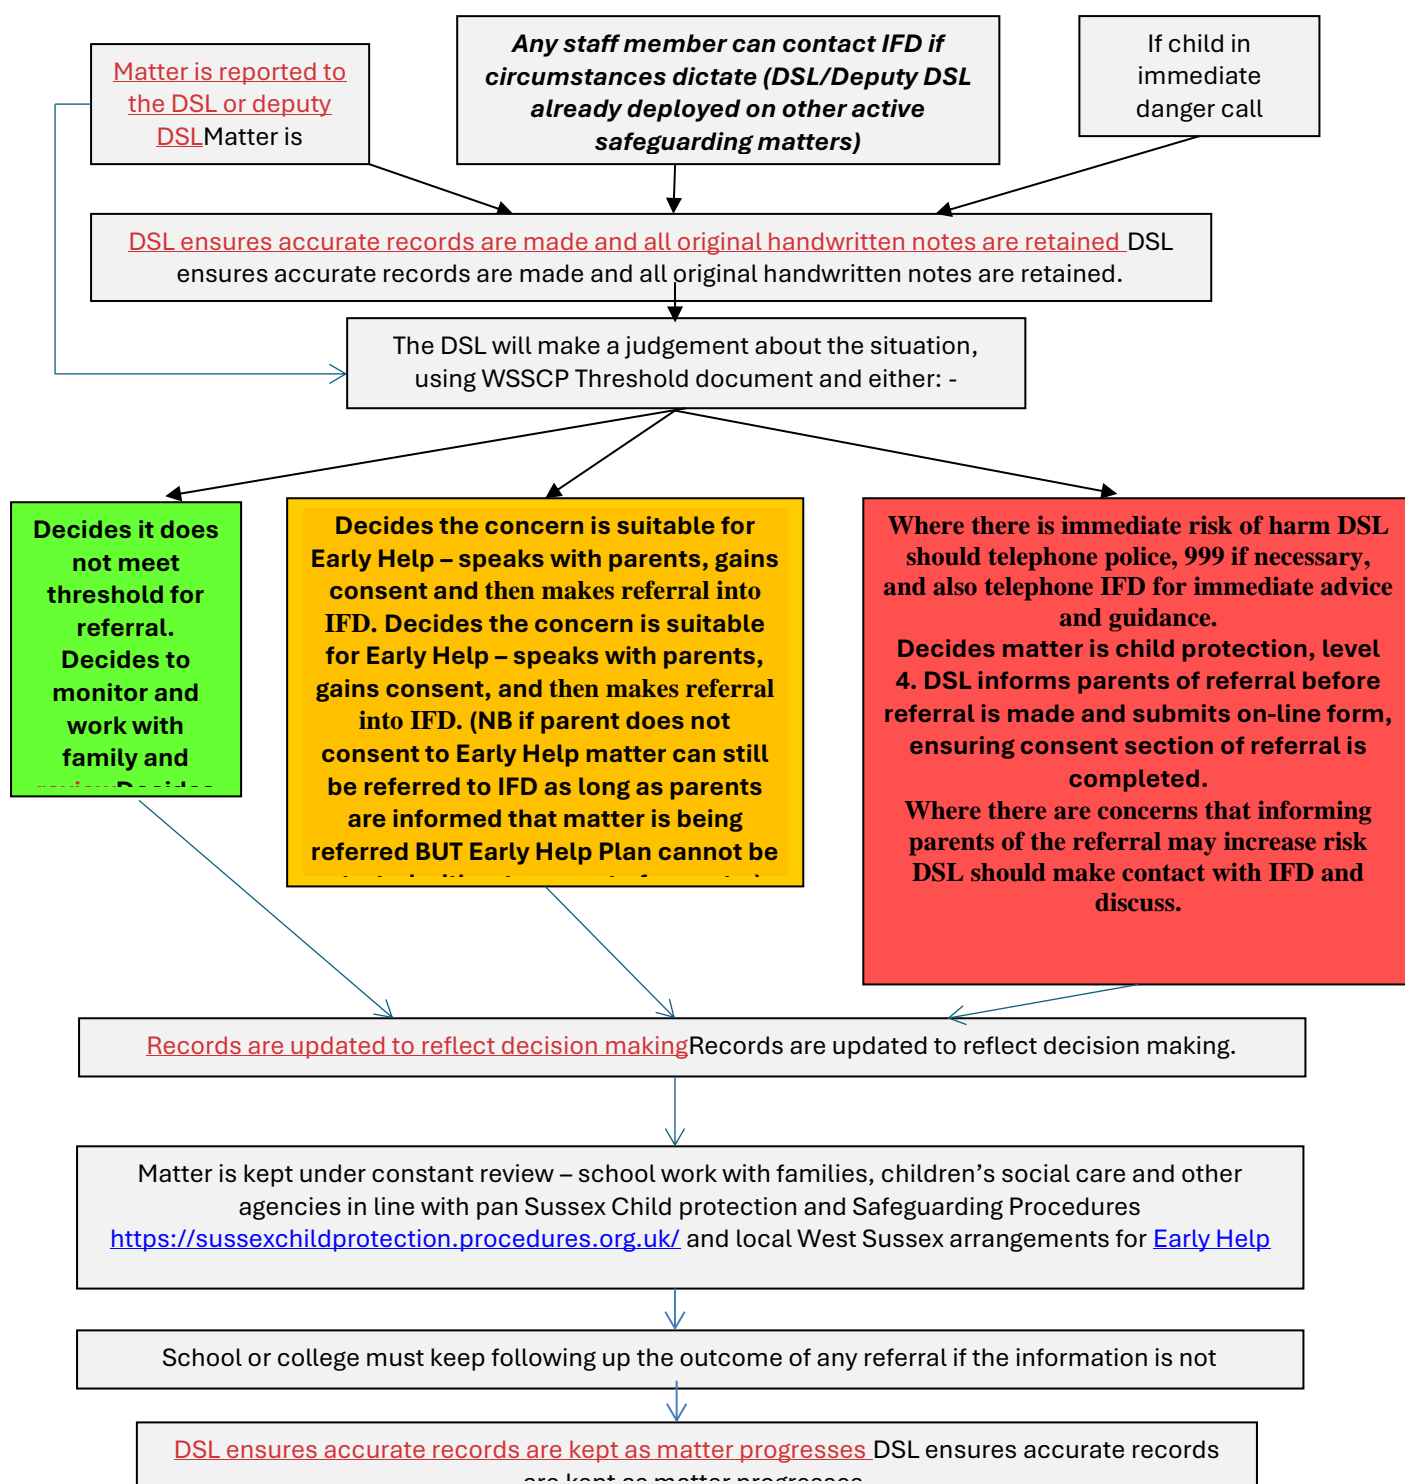 Matter is reported to
the DSL or deputy
DSLMatter is
Any staff member can contact IFD if
circumstances dictate (DSL/Deputy DSL
already deployed on other active
safeguarding matters)
If child in
immediate
danger call
DSL ensures accurate records are made and all original handwritten notes are retained DSL
ensures accurate records are made and all original handwritten notes are retained.
The DSL will make a judgement about the situation,
using WSSCP Threshold document and either: -
Decides it does
not meet
threshold for
referral.
Decides to
monitor and
work with
family and
reviewDecides
Decides the concern is suitable for
Early Help – speaks with parents, gains
consent and then makes referral into
IFD. Decides the concern is suitable
for Early Help – speaks with parents,
gains consent, and then makes referral
into IFD. (NB if parent does not
consent to Early Help matter can still
be referred to IFD as long as parents
are informed that matter is being
referred BUT Early Help Plan cannot be
Where there is immediate risk of harm DSL
should telephone police, 999 if necessary,
and also telephone IFD for immediate advice
and guidance.
Decides matter is child protection, level
4. DSL informs parents of referral before
referral is made and submits on-line form,
ensuring consent section of referral is
completed.
Where there are concerns that informing
parents of the referral may increase risk
DSL should make contact with IFD and
discuss.
Records are updated to reflect decision makingRecords are updated to reflect decision making.
Matter is kept under constant review – school work with families, children’s social care and other
agencies in line with pan Sussex Child protection and Safeguarding Procedures
https://sussexchildprotection.procedures.org.uk/ and local West Sussex arrangements for Early Help
School or college must keep following up the outcome of any referral if the information is not
DSL ensures accurate records are kept as matter progresses DSL ensures accurate records
are kept as matter progresses